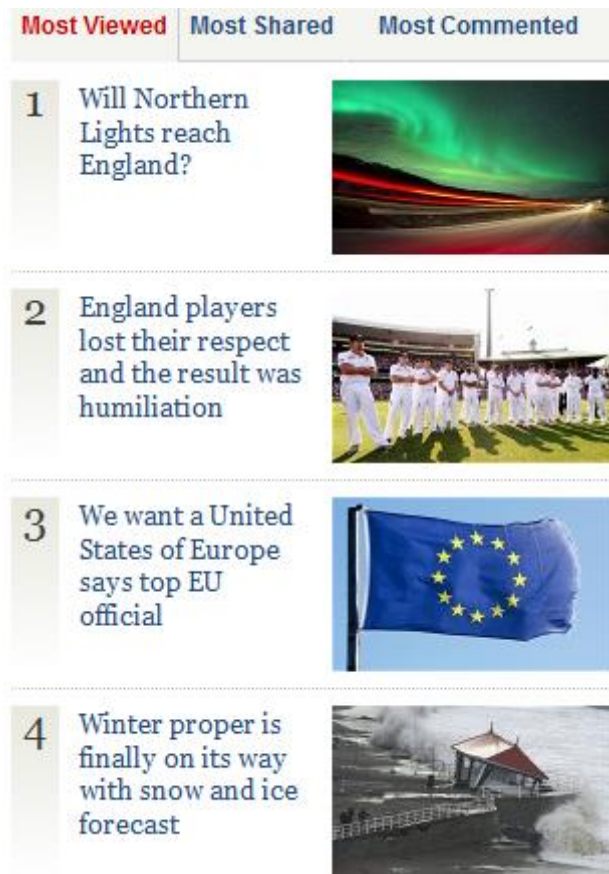 Most Viewed Most Shared Most Commented
1 Will Northern
Lights reach
England?
2 England players
lost their respect
and the result was
humiliation
3 We want a United
States of Europe
says top EU
official
4 Winter proper is
finally on its way
with snow and ice
forecast